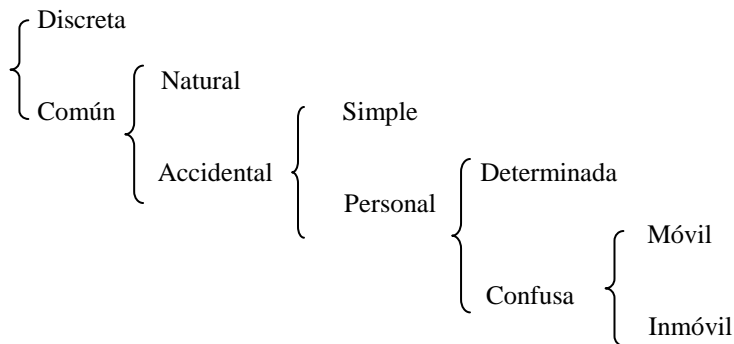 Discreta
Común
Natural
Accidental
Simple
Personal
Determinada
Confusa
Móvil
Inmóvil